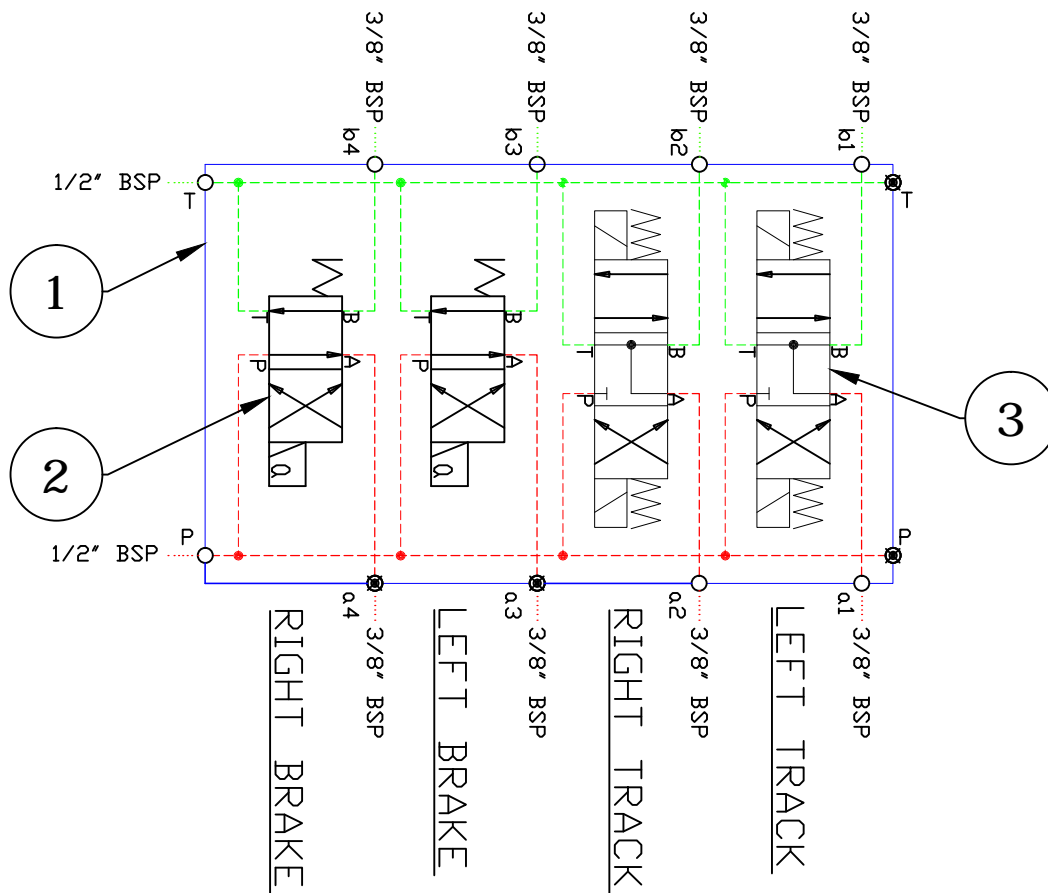 3/8" BSP
3/8" BSP
3/8" BSP
3/8" BSP
b4
b3
b2
b1
1/2" BSP
T
T
1
T
B
T
B
T
B
T
B
P
A
P
A
P
A
P
A
3
2
a
a
P
1/2" BSP
P
a4
a3
a2
a1
3/8" BSP
3/8" BSP
3/8" BSP
3/8" BSP
RIGHT BRAKE
LEFT BRAKE
RIGHT TRACK
LEFT TRACK